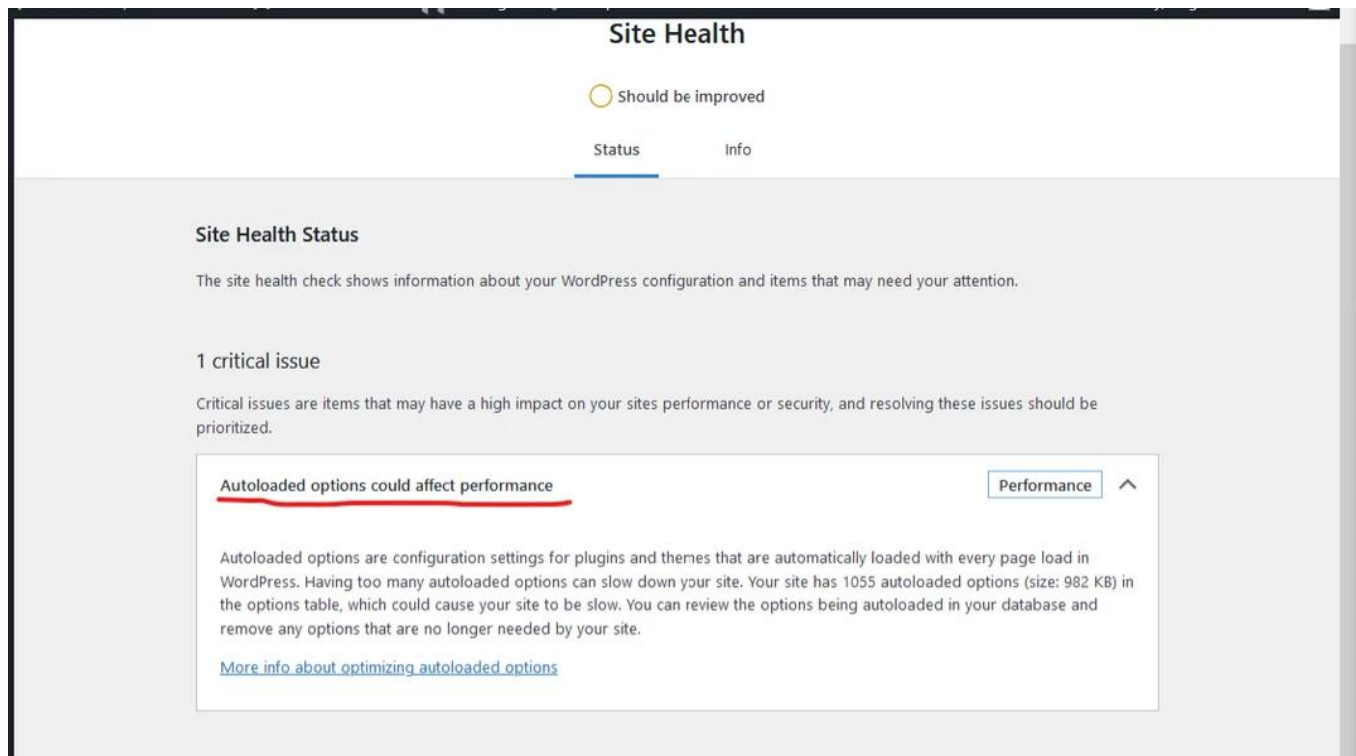 Site Health
Should be improved
Status
Info
Site Health Status
The site health check shows information about your WordPress configuration and items that may need your attention.
1 critical issue
Critical issues are items that may have a high impact on your sites performance or security, and resolving these issues should be
prioritized.
Autoloaded options could affect performance
Performance
Autoloaded options are configuration settings for plugins and themes that are automatically loaded with every page load in
WordPress. Having too many autoloaded options can slow down your site. Your site has 1055 autoloaded options (size: 982 KB) in
the options table, which could cause your site to be slow. You can review the options being autoloaded in your database and
remove any options that are no longer needed by your site.
More info about optimizing autoloaded options